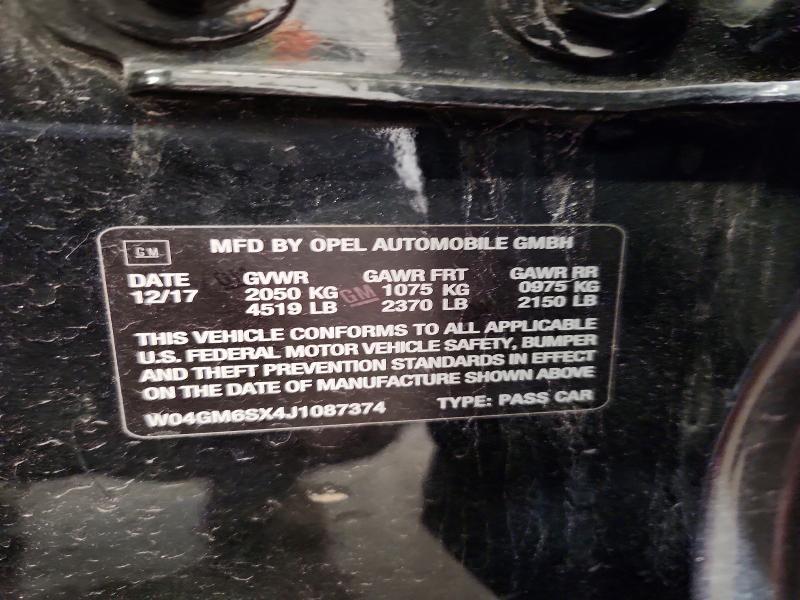 GM MFD BY OPEL AUTOMOBILE GMBH
DATE GVWR GAWR FRT GAWR RR
12/17 2050 KG GM 1075 KG 0975 KG
4519 LB 2370 LB 2150 LB
THIS VEHICLE CONFORMS TO ALL APPLICABLE
U.S. FEDERAL MOTOR VEHICLE SAFETY, BUMPER
AND THEFT PREVENTION STANDARDS IN EFFECT
ON THE DATE OF MANUFACTURE SHOWN ABOVE
W04GM6SX4J1087374 TYPE: PASS CAR